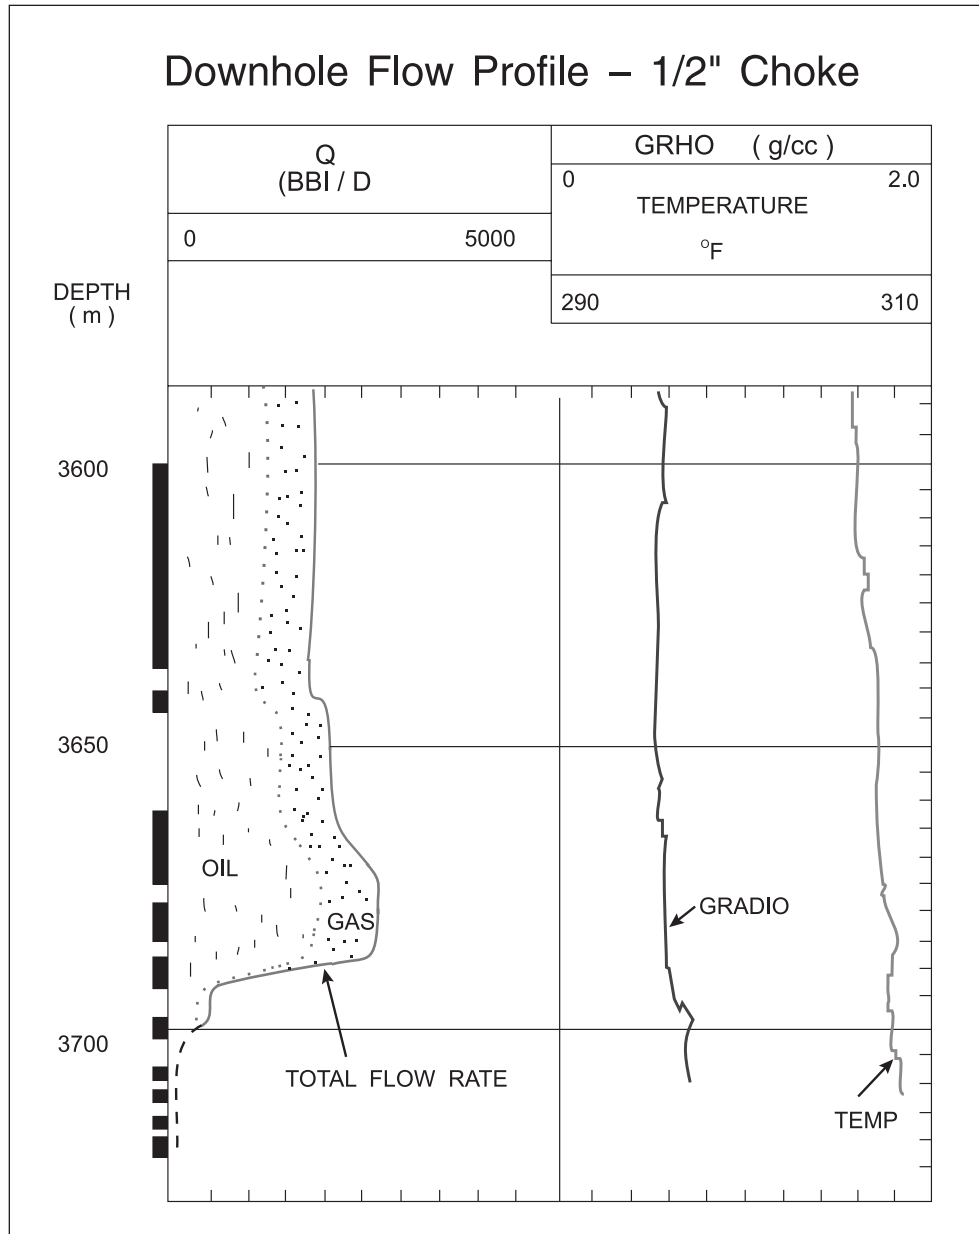 Downhole Flow Profile – 1/2" Choke
Q
(BBI / D
0 5000
GRHO ( g/cc )
0 2.0
TEMPERATURE
°F
290 310
DEPTH
( m )
3600
3650
OIL
GAS
GRADIO
3700
TOTAL FLOW RATE
TEMP